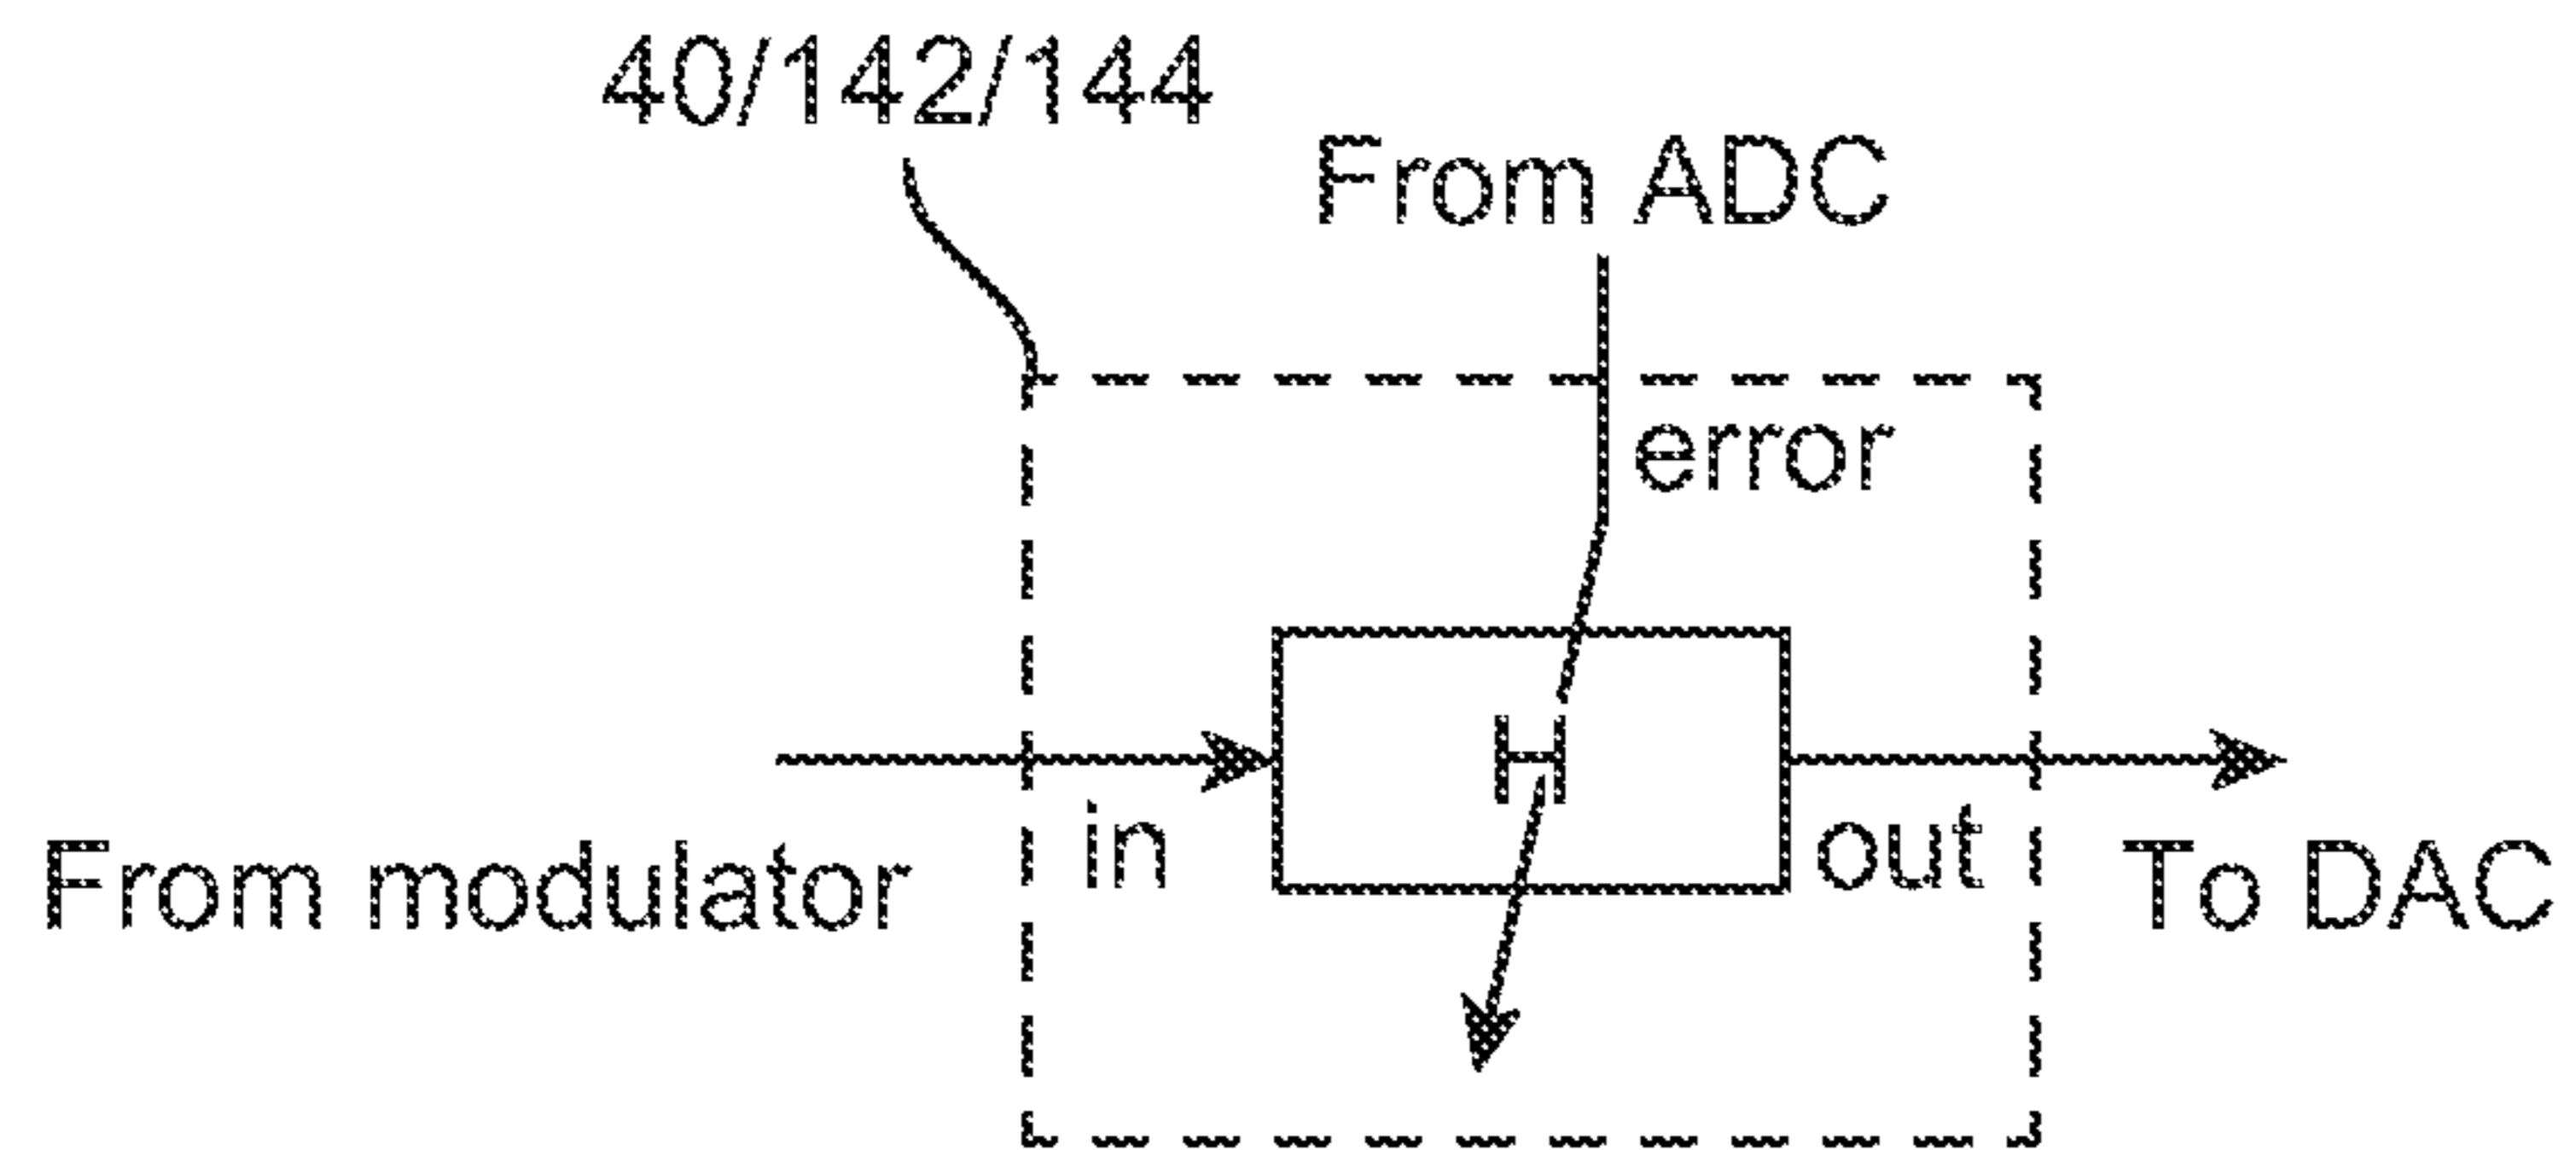 40/142/144
From ADC
error
H
in
out
From modulator
To DAC